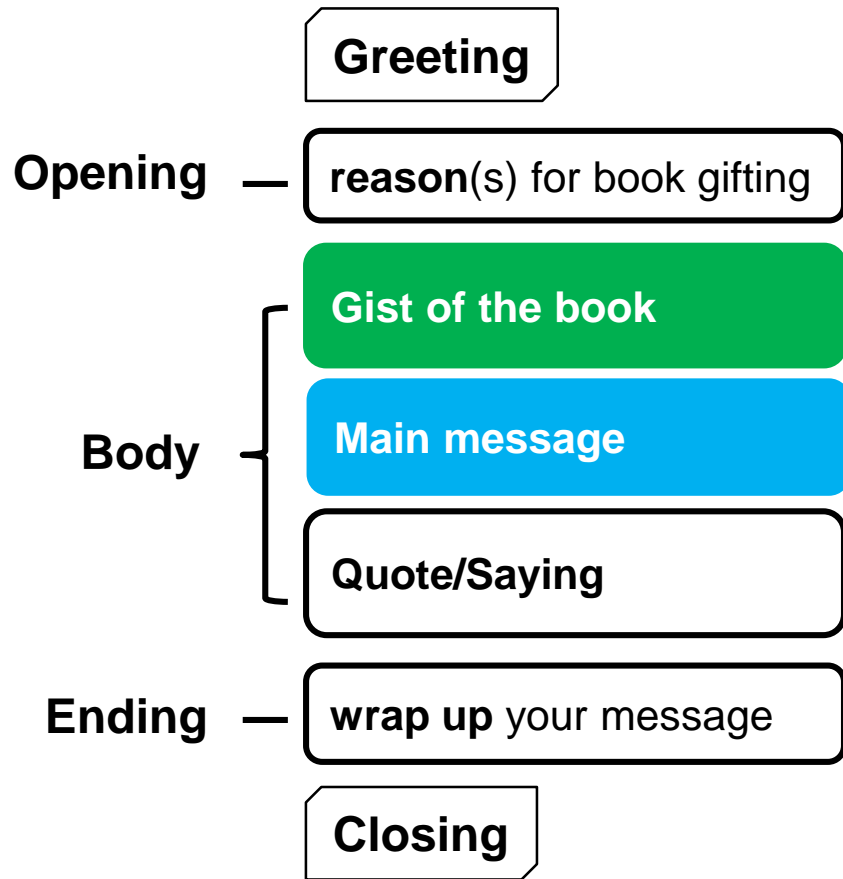 Greeting
Opening
reason(s) for book gifting
Gist of the book
Body
Main message
Quote/Saying
Ending
wrap up your message
Closing